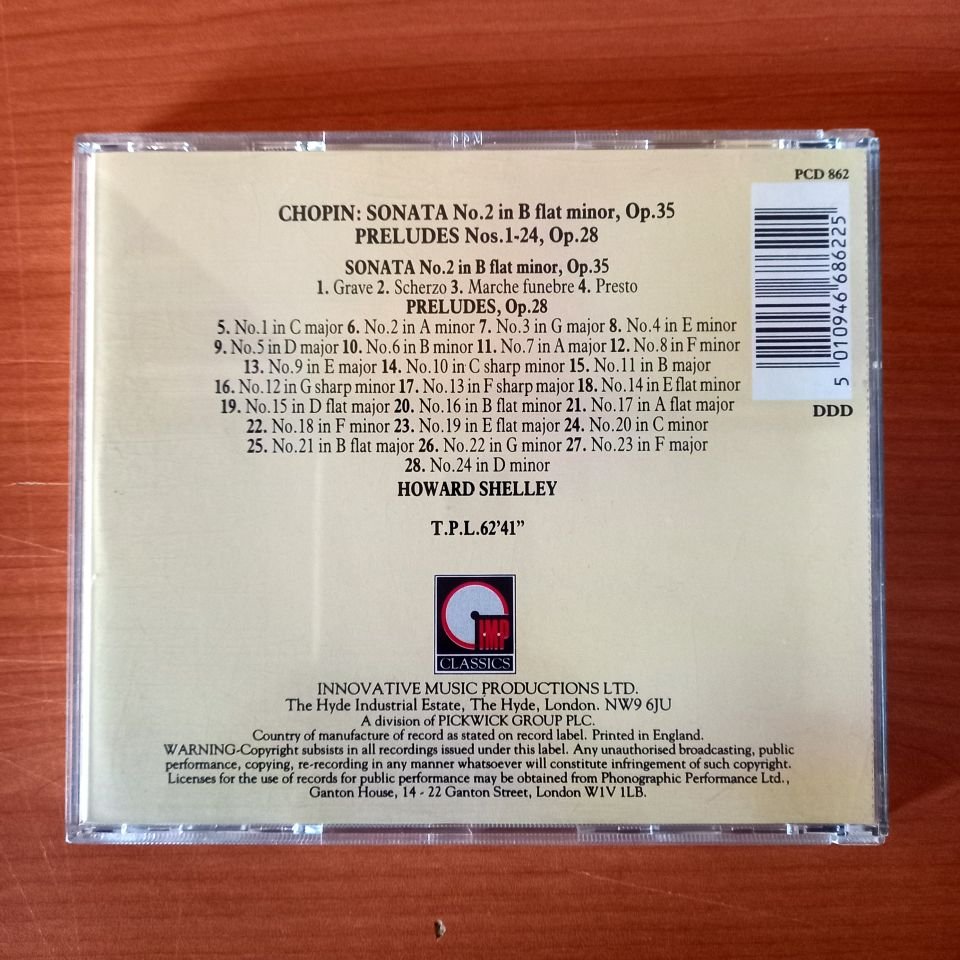 PCD 862
CHOPIN: SONATA No.2 in B flat minor, Op.35
PRELUDES Nos.1-24, Op.28
SONATA No.2 in B flat minor, Op.35
1. Grave 2. Scherzo 3. Marche funebre 4. Presto
PRELUDES, Op.28
5. No.1 in C major 6. No.2 in A minor 7. No.3 in G major 8. No.4 in E minor
9. No.5 in D major 10. No.6 in B minor 11. No.7 in A major 12. No.8 in F minor
13. No.9 in E major 14. No.10 in C sharp minor 15. No.11 in B major
16. No.12 in G sharp minor 17. No.13 in F sharp major 18. No.14 in E flat minor
19. No.15 in D flat major 20. No.16 in B flat minor 21. No.17 in A flat major
22. No.18 in F minor 23. No.19 in E flat major 24. No.20 in C minor
25. No.21 in B flat major 26. No.22 in G minor 27. No.23 in F major
28. No.24 in D minor
HOWARD SHELLEY
T.P.L.62'41"
5 010946 686225
DDD
IMP
CLASSICS
INNOVATIVE MUSIC PRODUCTIONS LTD.
The Hyde Industrial Estate, The Hyde, London. NW9 6JU
A division of PICKWICK GROUP PLC.
Country of manufacture of record as stated on record label. Printed in England.
WARNING-Copyright subsists in all recordings issued under this label. Any unauthorised broadcasting, public
performance, copying, re-recording in any manner whatsoever will constitute infringement of such copyright.
Licenses for the use of records for public performance may be obtained from Phonographic Performance Ltd.,
Ganton House, 14 - 22 Ganton Street, London W1V 1LB.